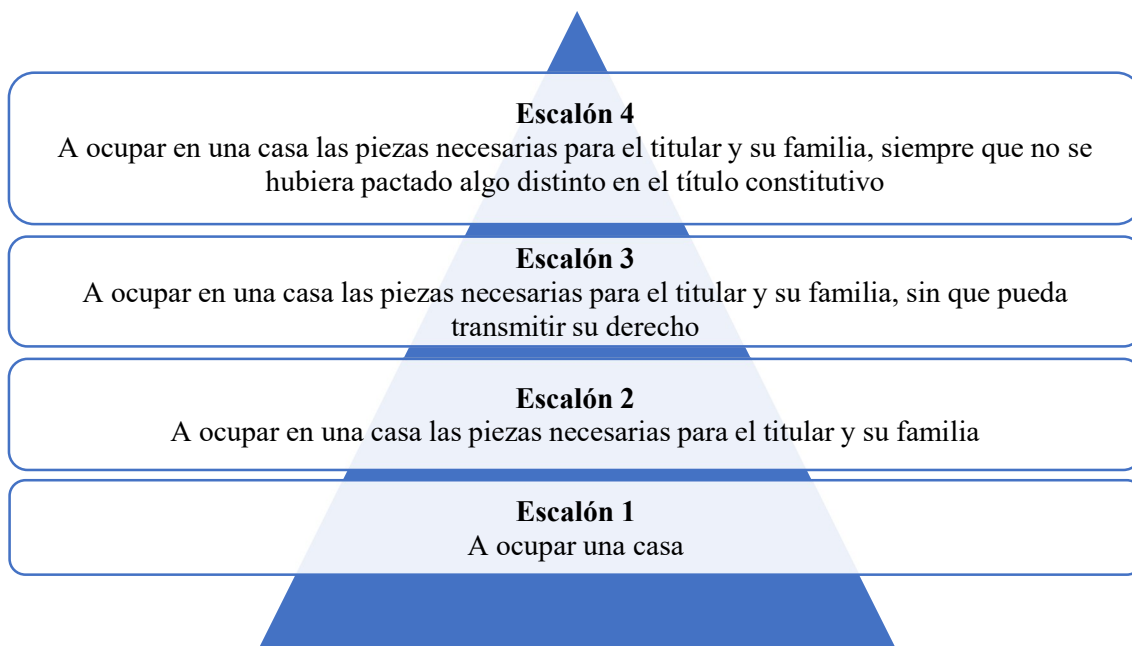 Escalón 4
A ocupar en una casa las piezas necesarias para el titular y su familia, siempre que no se
hubiera pactado algo distinto en el título constitutivo
Escalón 3
A ocupar en una casa las piezas necesarias para el titular y su familia, sin que pueda
transmitir su derecho
Escalón 2
A ocupar en una casa las piezas necesarias para el titular y su familia
Escalón 1
A ocupar una casa